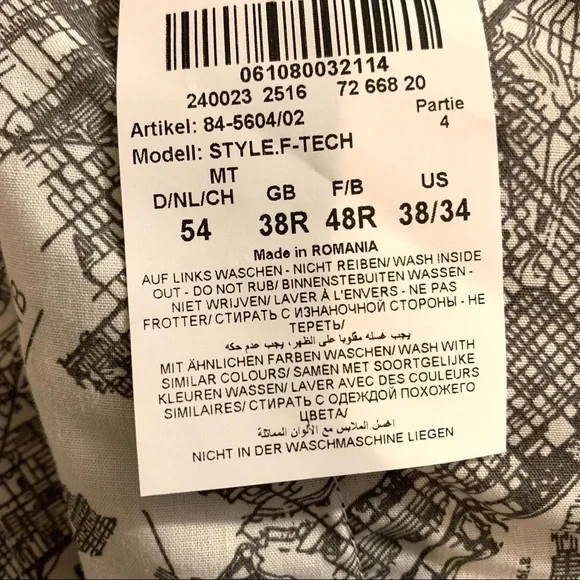 061080032114
240023 2516 72 668 20
Artikel: 84-5604/02 Partie
4
Modell: STYLE.F-TECH
MT
D/NL/CH GB F/B US
54 38R 48R 38/34
Made in ROMANIA
AUF LINKS WASCHEN - NICHT REIBEN/ WASH INSIDE
OUT - DO NOT RUB/ BINNENSTEBUITEN WASSEN -
NIET WRIJVEN/ LAVER À L'ENVERS - NE PAS
FROTTER/ СТИРАТЬ С ИЗНАНОЧНОЙ СТОРОНЫ - НЕ
ТЕРЕТЬ/
يجب غسله مقلوبا على الظهر، يجب عدم حكه
MIT ÄHNLICHEN FARBEN WASCHEN/ WASH WITH
SIMILAR COLOURS/ SAMEN MET SOORTGELIJKE
KLEUREN WASSEN/ LAVER AVEC DES COULEURS
SIMILAIRES/ СТИРАТЬ С ОДЕЖДОЙ ПОХОЖЕГО
ЦВЕТА/
اغسل الملابس مع الألوان المماثلة
NICHT IN DER WASCHMASCHINE LIEGEN